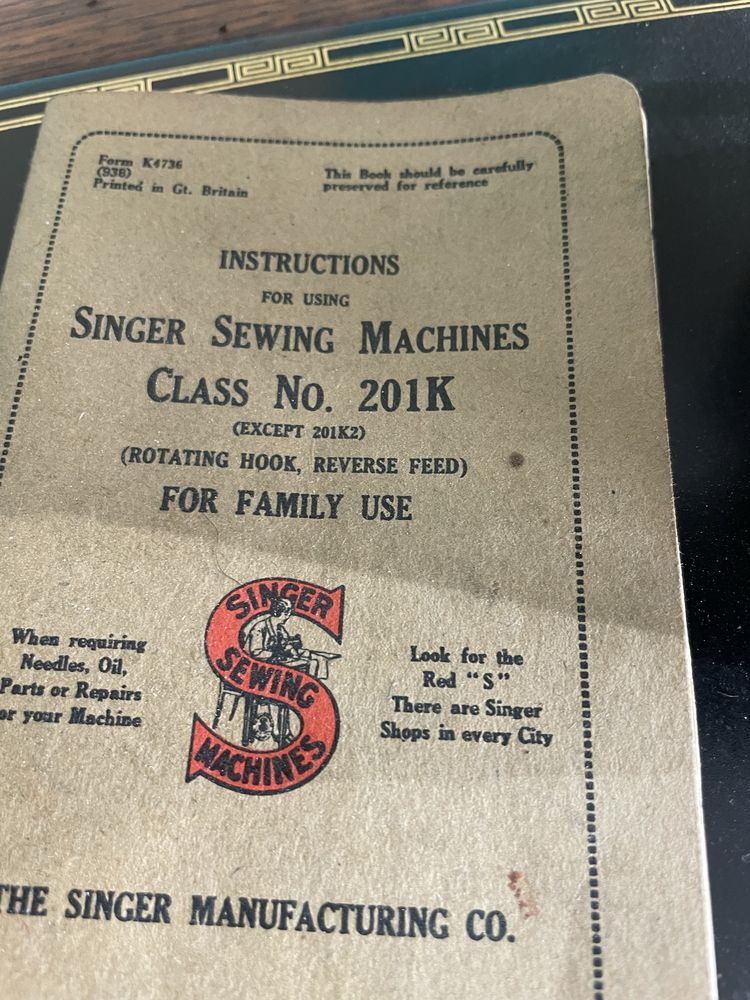 Form K4736
(938)
Printed in Gt. Britain
This Book should be carefully
preserved for reference
INSTRUCTIONS
FOR USING
SINGER SEWING MACHINES
CLASS NO. 201K
(EXCEPT 201K2)
(ROTATING HOOK, REVERSE FEED)
FOR FAMILY USE
When requiring
Needles, Oil,
Parts or Repairs
or your Machine
SINGER
SEWING
MACHINES
Look for the
Red "S"
There are Singer
Shops in every City
THE SINGER MANUFACTURING CO.